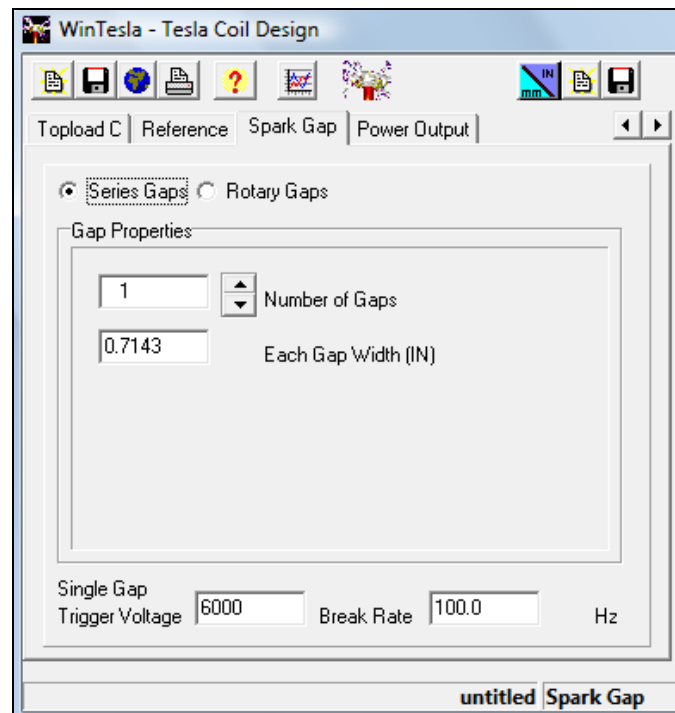 WinTesla - Tesla Coil Design
IN
mm
Topload C Reference Spark Gap Power Output
Series Gaps Rotary Gaps
Gap Properties
1 Number of Gaps
0.7143 Each Gap Width (IN)
Single Gap
Trigger Voltage 6000 Break Rate 100.0 Hz
untitled Spark Gap